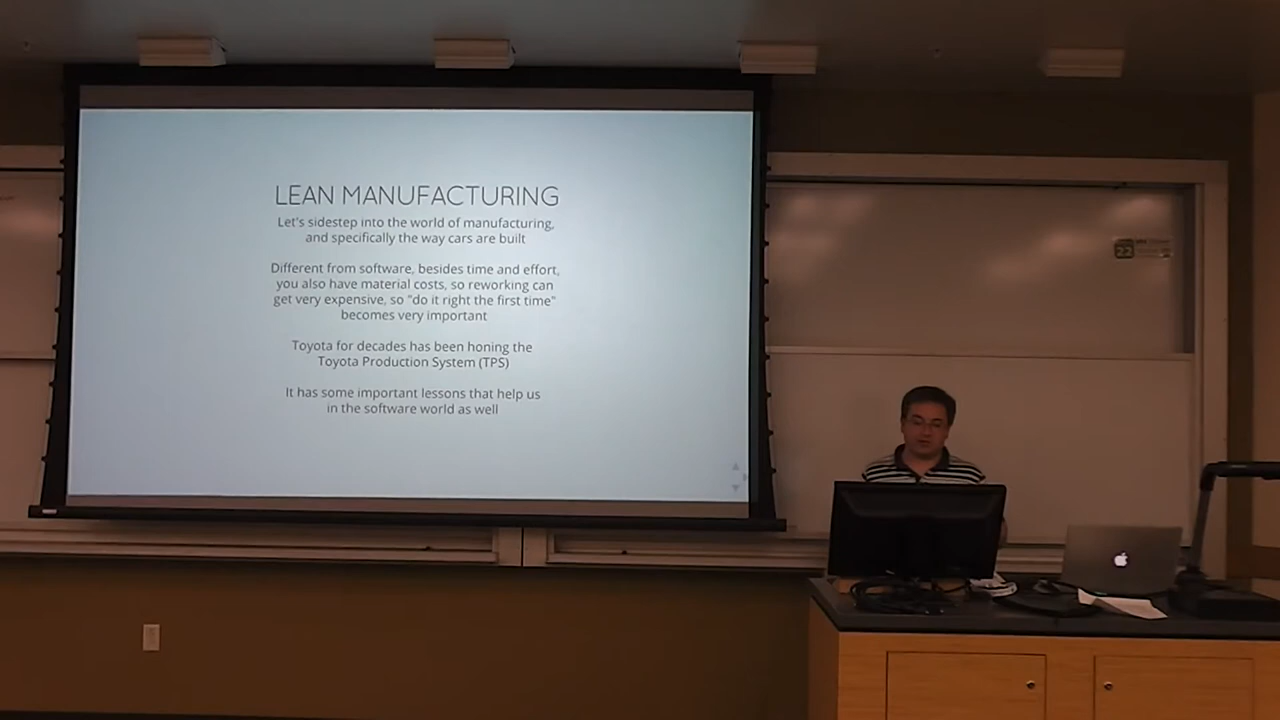 LEAN MANUFACTURING
Let's sidestep into the world of manufacturing,
and specifically the way cars are built
Different from software, besides time and effort,
you also have material costs, so reworking can
get very expensive, so "do it right the first time"
becomes very important
Toyota for decades has been honing the
Toyota Production System (TPS)
It has some important lessons that help us
in the software world as well
22